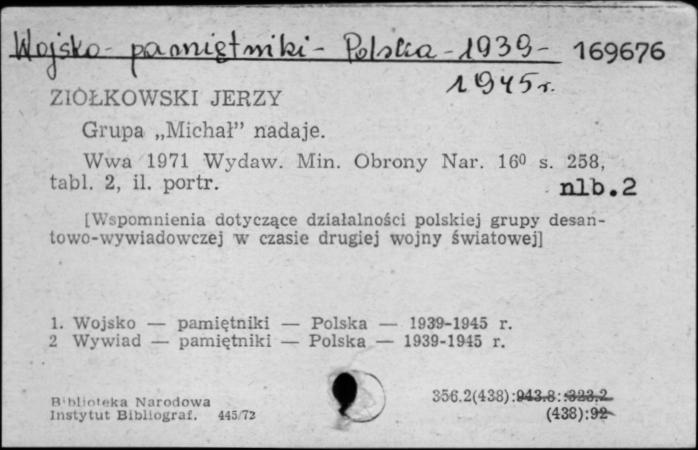 Wojsko - pamiętniki - Polska - 1939- 169676
1945 r.
ZIÓŁKOWSKI JERZY
Grupa „Michał” nadaje.
Wwa 1971 Wydaw. Min. Obrony Nar. 16⁰ s. 258,
tabl. 2, il. portr. nlb.2
[Wspomnienia dotyczące działalności polskiej grupy desan-
towo-wywiadowczej w czasie drugiej wojny światowej]
1. Wojsko — pamiętniki — Polska — 1939-1945 r.
2 Wywiad — pamiętniki — Polska — 1939-1945 r.
Biblioteka Narodowa
Instytut Bibliograf. 445/72
356.2(438):943.8::323.2
(438):92